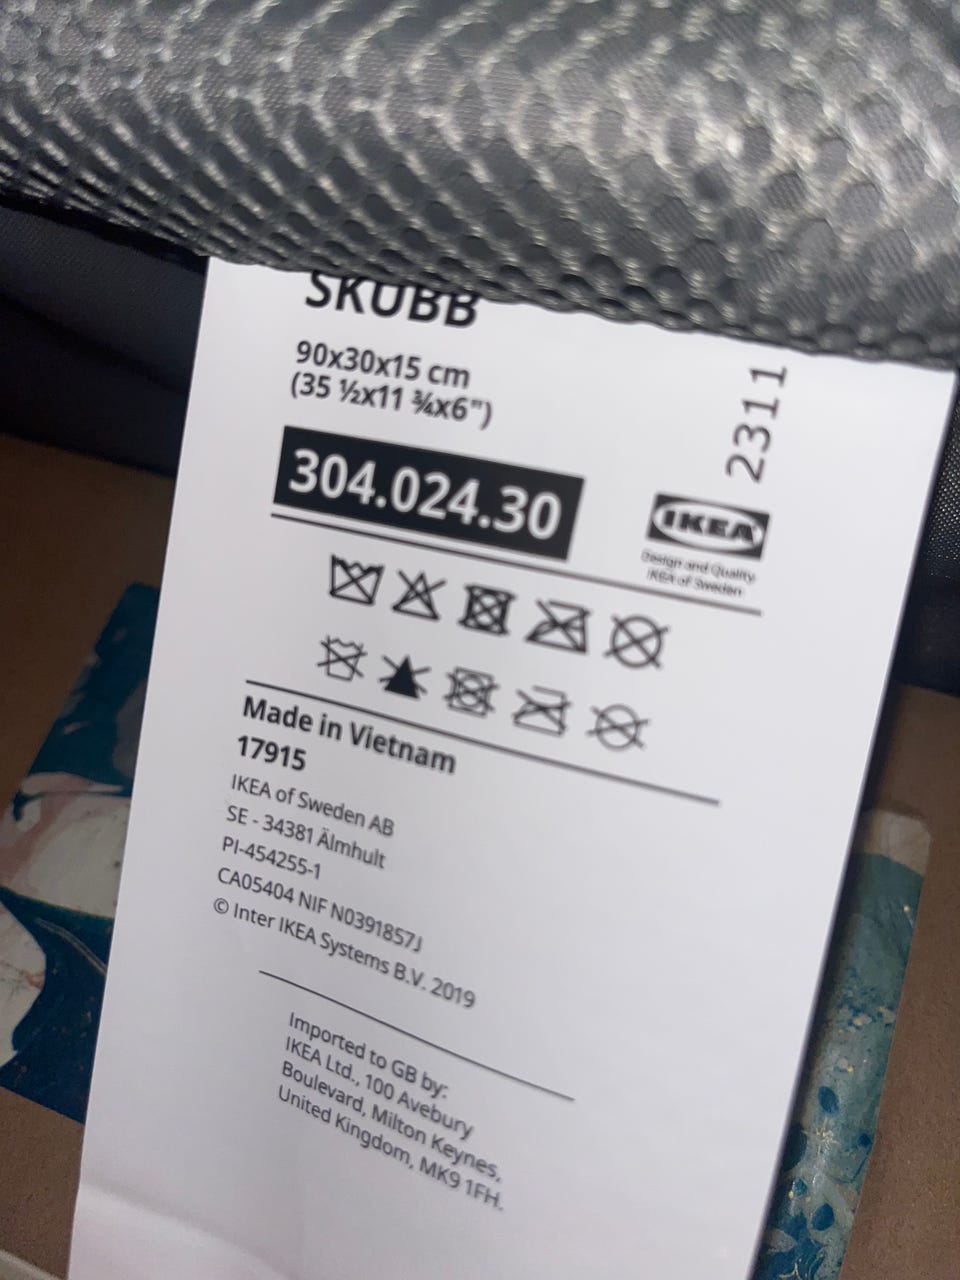 SKUBB
90x30x15 cm
(35 ½x11 ¾x6")
304.024.30
2311
IKEA
Design and Quality
IKEA of Sweden
Made in Vietnam
17915
IKEA of Sweden AB
SE - 34381 Älmhult
PI-454255-1
CA05404 NIF N0391857J
© Inter IKEA Systems B.V. 2019
Imported to GB by:
IKEA Ltd., 100 Avebury
Boulevard, Milton Keynes,
United Kingdom, MK9 1FH.